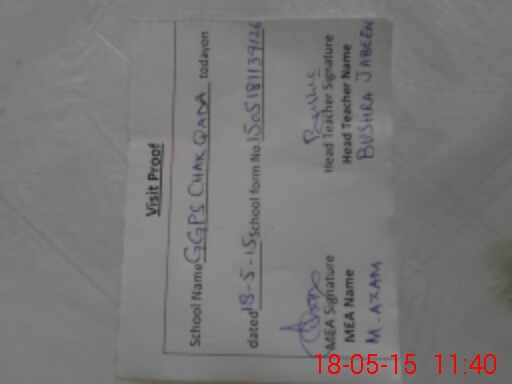 Visit Proof
School Name GGPS CHAK QADA today on
dated 18-5-15 School form No. 150518113912
MEA Signature Head Teacher Signature
MEA Name Head Teacher Name
M. AZAM BUSHRA JABEEN
18-05-15 11:40